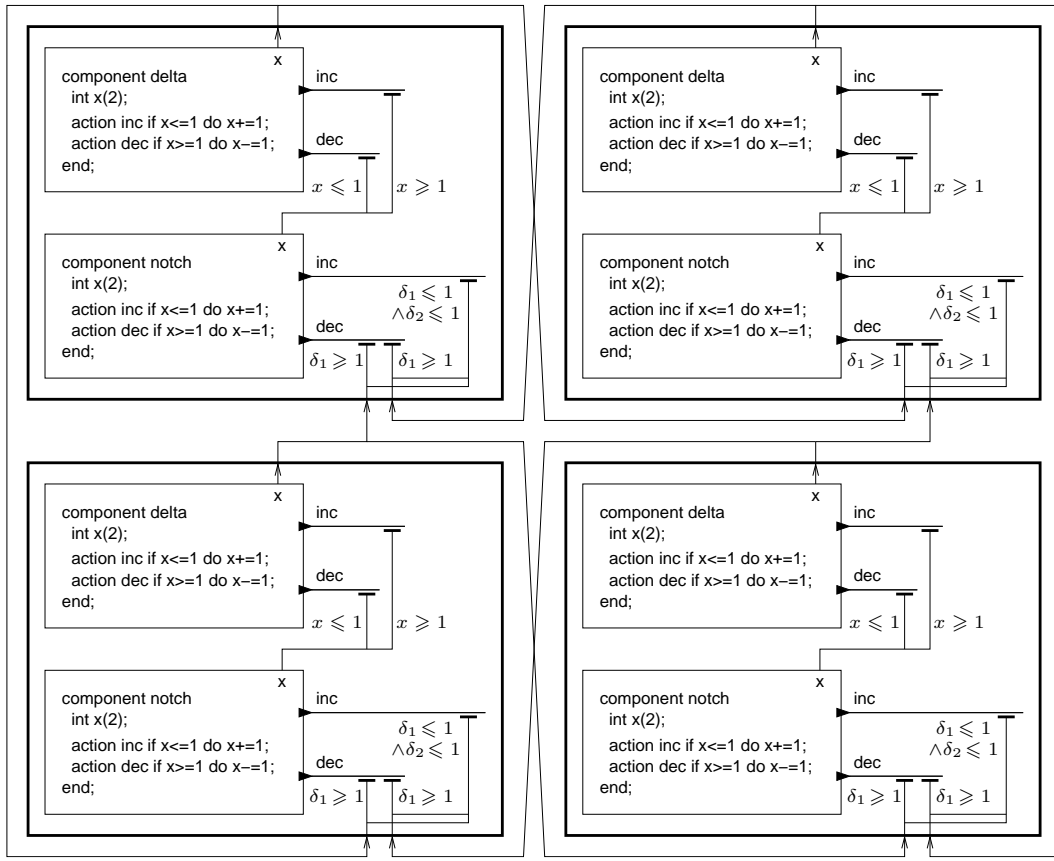 x
component delta
int x(2);
action inc if x<=1 do x+=1;
action dec if x>=1 do x−=1;
end;
inc
dec
x ⩽ 1
x ⩾ 1
x
component notch
int x(2);
action inc if x<=1 do x+=1;
action dec if x>=1 do x−=1;
end;
inc
δ₁ ⩽ 1
∧δ₂ ⩽ 1
dec
δ₁ ⩾ 1
δ₁ ⩾ 1
x
component delta
int x(2);
action inc if x<=1 do x+=1;
action dec if x>=1 do x−=1;
end;
inc
dec
x ⩽ 1
x ⩾ 1
x
component notch
int x(2);
action inc if x<=1 do x+=1;
action dec if x>=1 do x−=1;
end;
inc
δ₁ ⩽ 1
∧δ₂ ⩽ 1
dec
δ₁ ⩾ 1
δ₁ ⩾ 1
x
component delta
int x(2);
action inc if x<=1 do x+=1;
action dec if x>=1 do x−=1;
end;
inc
dec
x ⩽ 1
x ⩾ 1
x
component notch
int x(2);
action inc if x<=1 do x+=1;
action dec if x>=1 do x−=1;
end;
inc
δ₁ ⩽ 1
∧δ₂ ⩽ 1
dec
δ₁ ⩾ 1
δ₁ ⩾ 1
x
component delta
int x(2);
action inc if x<=1 do x+=1;
action dec if x>=1 do x−=1;
end;
inc
dec
x ⩽ 1
x ⩾ 1
x
component notch
int x(2);
action inc if x<=1 do x+=1;
action dec if x>=1 do x−=1;
end;
inc
δ₁ ⩽ 1
∧δ₂ ⩽ 1
dec
δ₁ ⩾ 1
δ₁ ⩾ 1